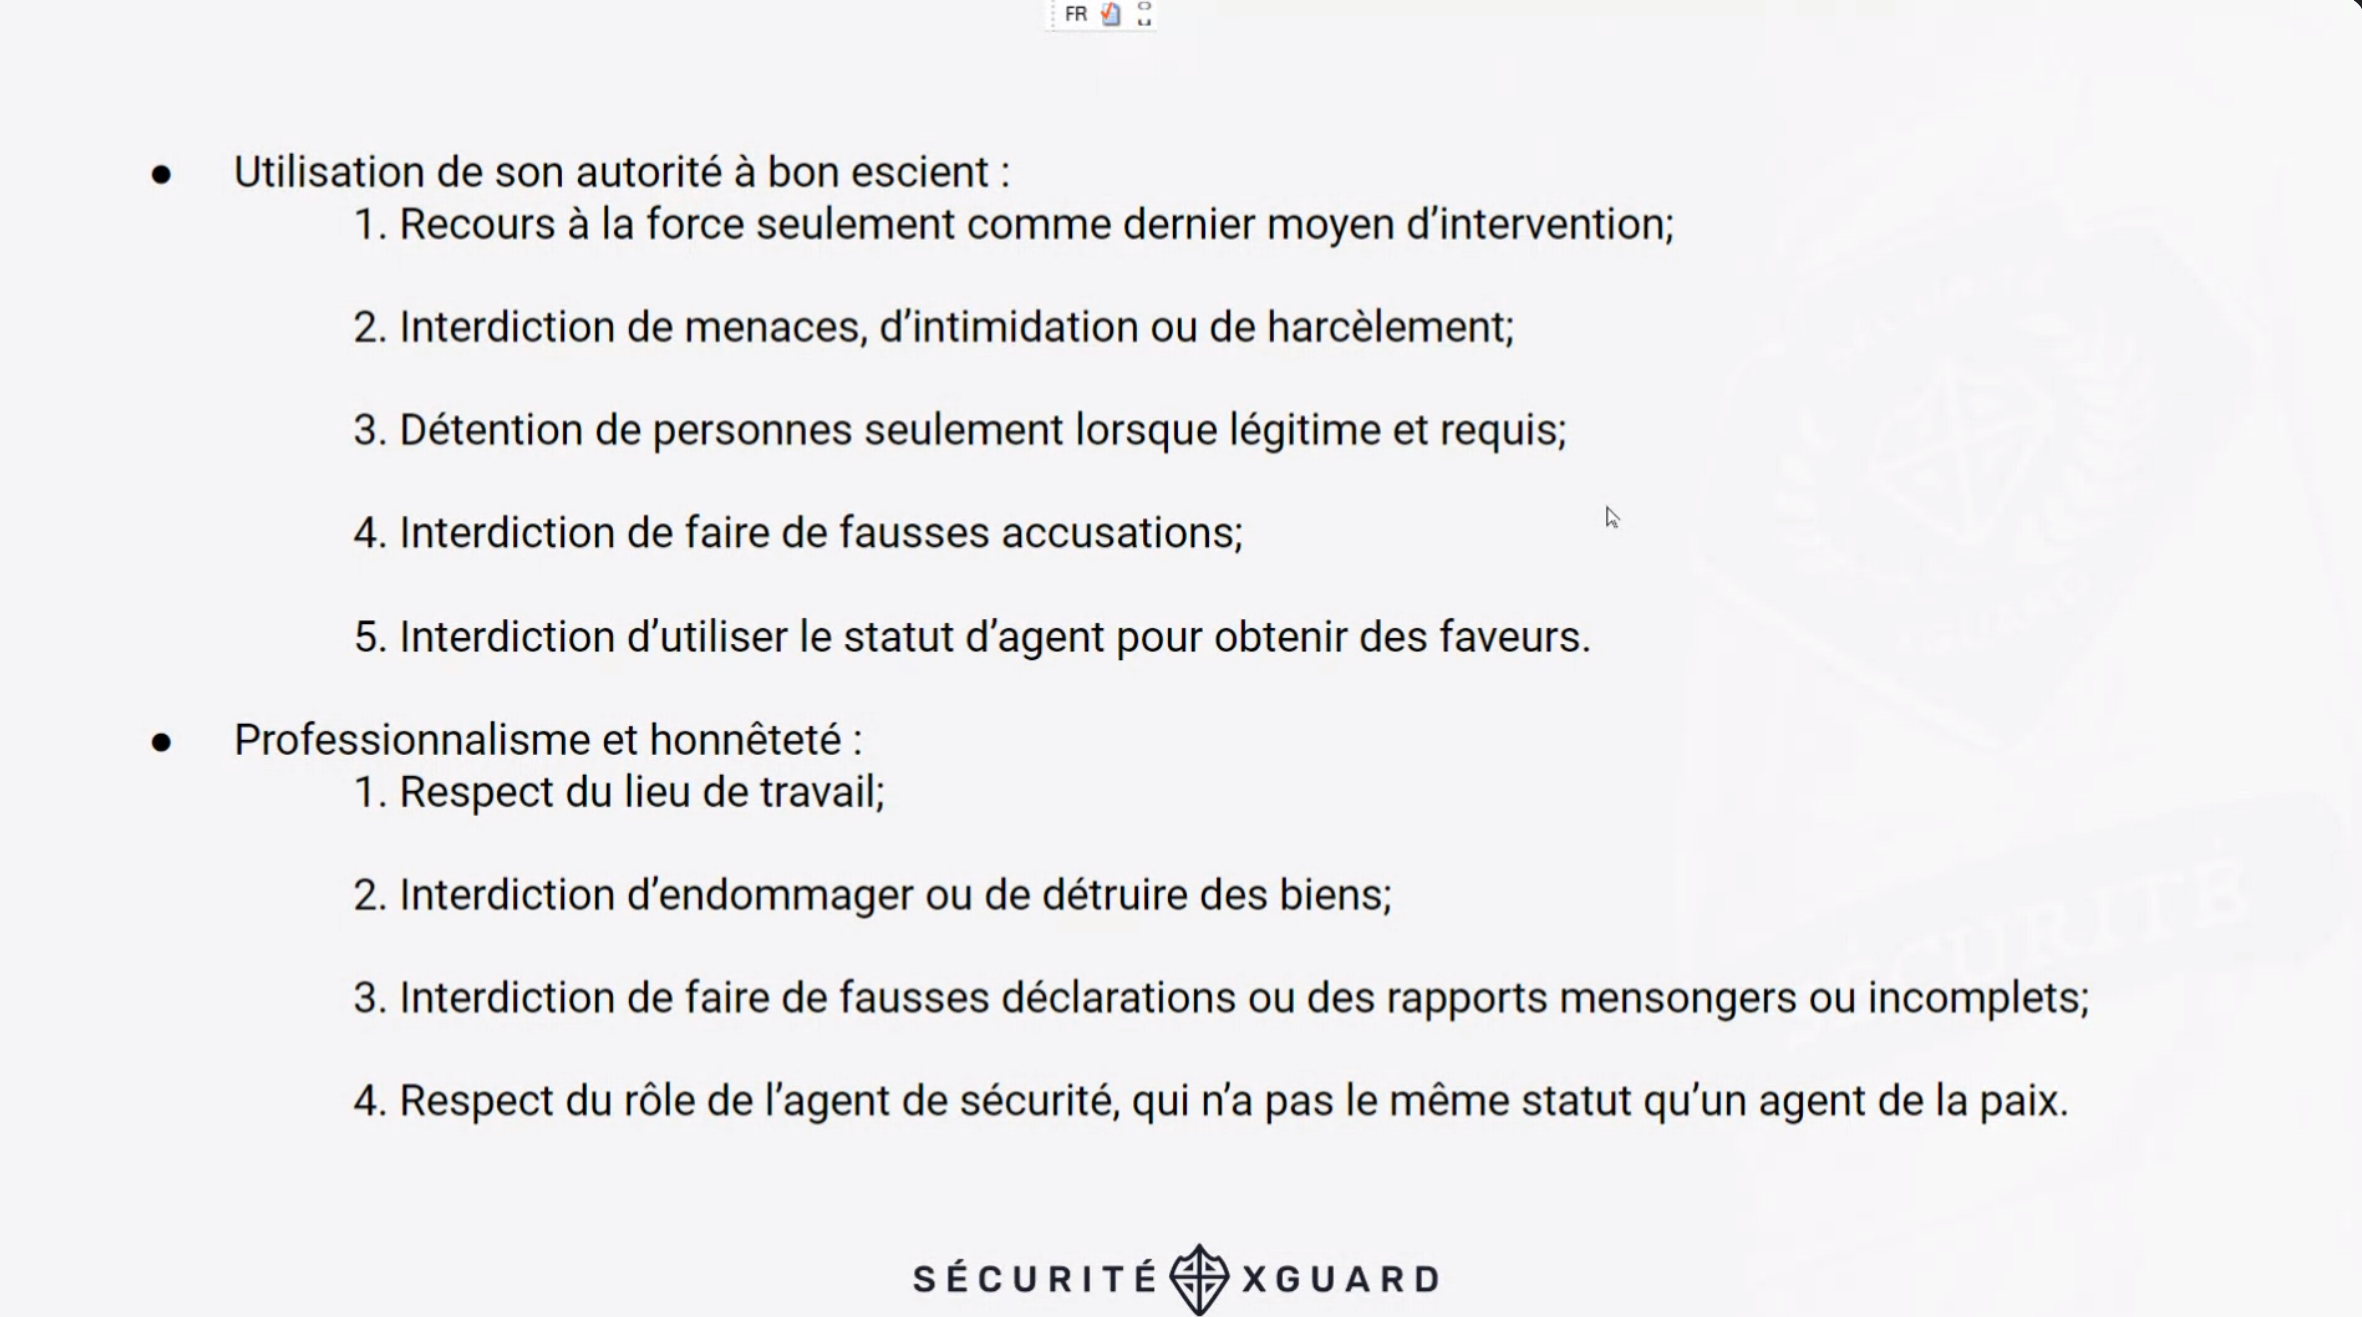 FR
● Utilisation de son autorité à bon escient :
1. Recours à la force seulement comme dernier moyen d’intervention;
2. Interdiction de menaces, d’intimidation ou de harcèlement;
3. Détention de personnes seulement lorsque légitime et requis;
4. Interdiction de faire de fausses accusations;
5. Interdiction d’utiliser le statut d’agent pour obtenir des faveurs.
● Professionnalisme et honnêteté :
1. Respect du lieu de travail;
2. Interdiction d’endommager ou de détruire des biens;
3. Interdiction de faire de fausses déclarations ou des rapports mensongers ou incomplets;
4. Respect du rôle de l’agent de sécurité, qui n’a pas le même statut qu’un agent de la paix.
SÉCURITÉ
SÉCURITÉ XGUARD